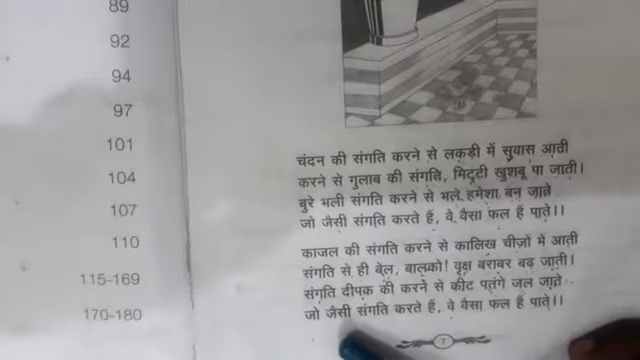 89
92
94
97
101
104
107
110
115-169
170-180
चंदन की संगति करने से लकड़ी में सुवास आती
करने से गुलाब की संगति, मिट्टी खुशबू पा जाती।
बुरे भली संगति करने से भले हमेशा बन जाते
जो जैसी संगति करते हैं, वे वैसा फल हैं पाते।।
काजल की संगति करने से कालिख चीज़ों में आती
संगति से ही बेल, बालको! वृक्ष बराबर बढ़ जाती।
संगति दीपक की करने से कीट पतंगे जल जाते
जो जैसी संगति करते हैं, वे वैसा फल हैं पाते।।
7